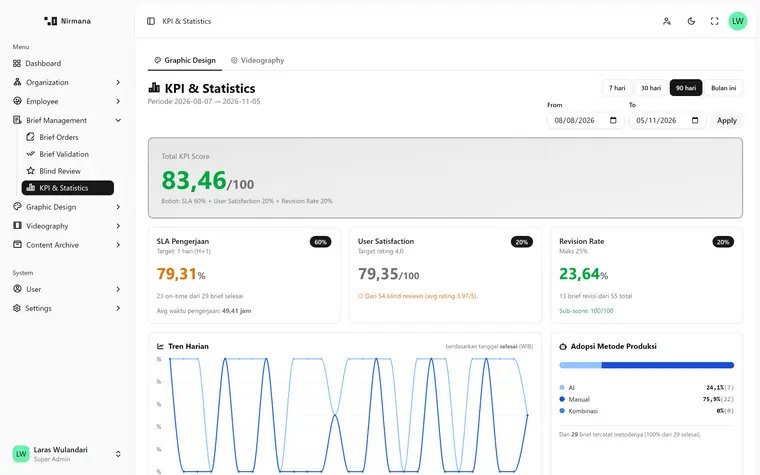 Nirmana
KPI & Statistics
LW
Menu
Dashboard
Organization
Employee
Brief Management
Brief Orders
Brief Validation
Blind Review
KPI & Statistics
Graphic Design
Videography
Content Archive
System
User
Settings
LW
Laras Wulandari
Super Admin
Graphic Design
Videography
KPI & Statistics
Periode 2026-08-07 → 2026-11-05
7 hari
30 hari
90 hari
Bulan ini
From
To
08/08/2026
05/11/2026
Apply
Total KPI Score
83,46/100
Bobot: SLA 60% + User Satisfaction 20% + Revision Rate 20%
SLA Pengerjaan
60%
Target: 1 hari (H+1)
79,31%
23 on-time dari 29 brief selesai
Avg waktu pengerjaan: 49,41 jam
User Satisfaction
20%
Target rating 4.0
79,35/100
Dari 54 blind reviews (avg rating 3.97/5).
Revision Rate
20%
Maks 25%
23,64%
13 brief revisi dari 55 total
Sub-score: 100/100
Tren Harian
berdasarkan tanggal selesai (WIB)
%
%
%
%
%
%
Adopsi Metode Produksi
AI
24,1%(7)
Manual
75,9%(22)
Kombinasi
0%(0)
Dari 29 brief tercatat metodenya (100% dari 29 selesai).